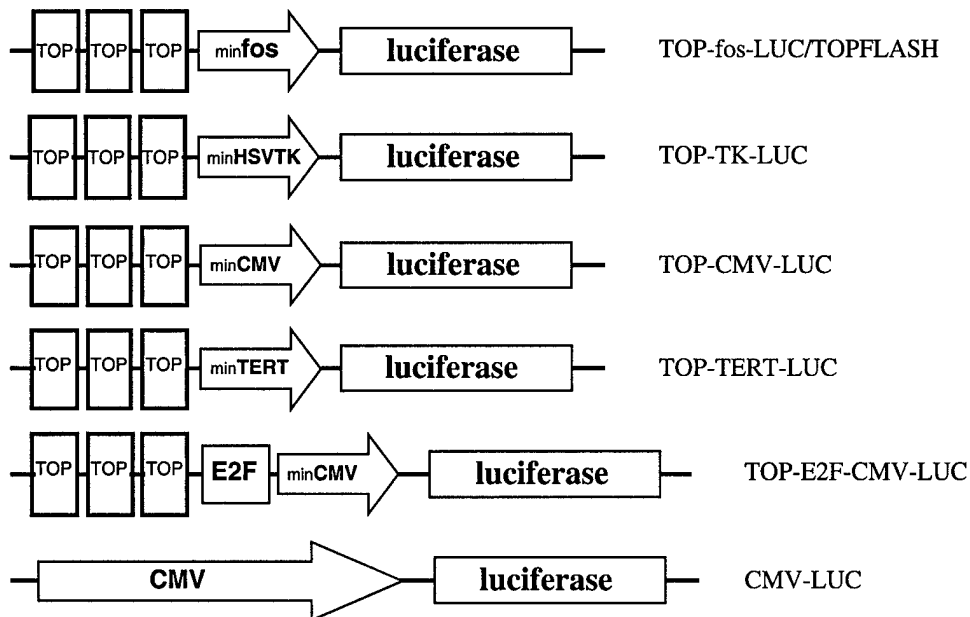 TOP TOP TOP minfos luciferase TOP-fos-LUC/TOPFLASH
TOP TOP TOP minHSVTK luciferase TOP-TK-LUC
TOP TOP TOP minCMV luciferase TOP-CMV-LUC
TOP TOP TOP minTERT luciferase TOP-TERT-LUC
TOP TOP TOP E2F minCMV luciferase TOP-E2F-CMV-LUC
CMV luciferase CMV-LUC